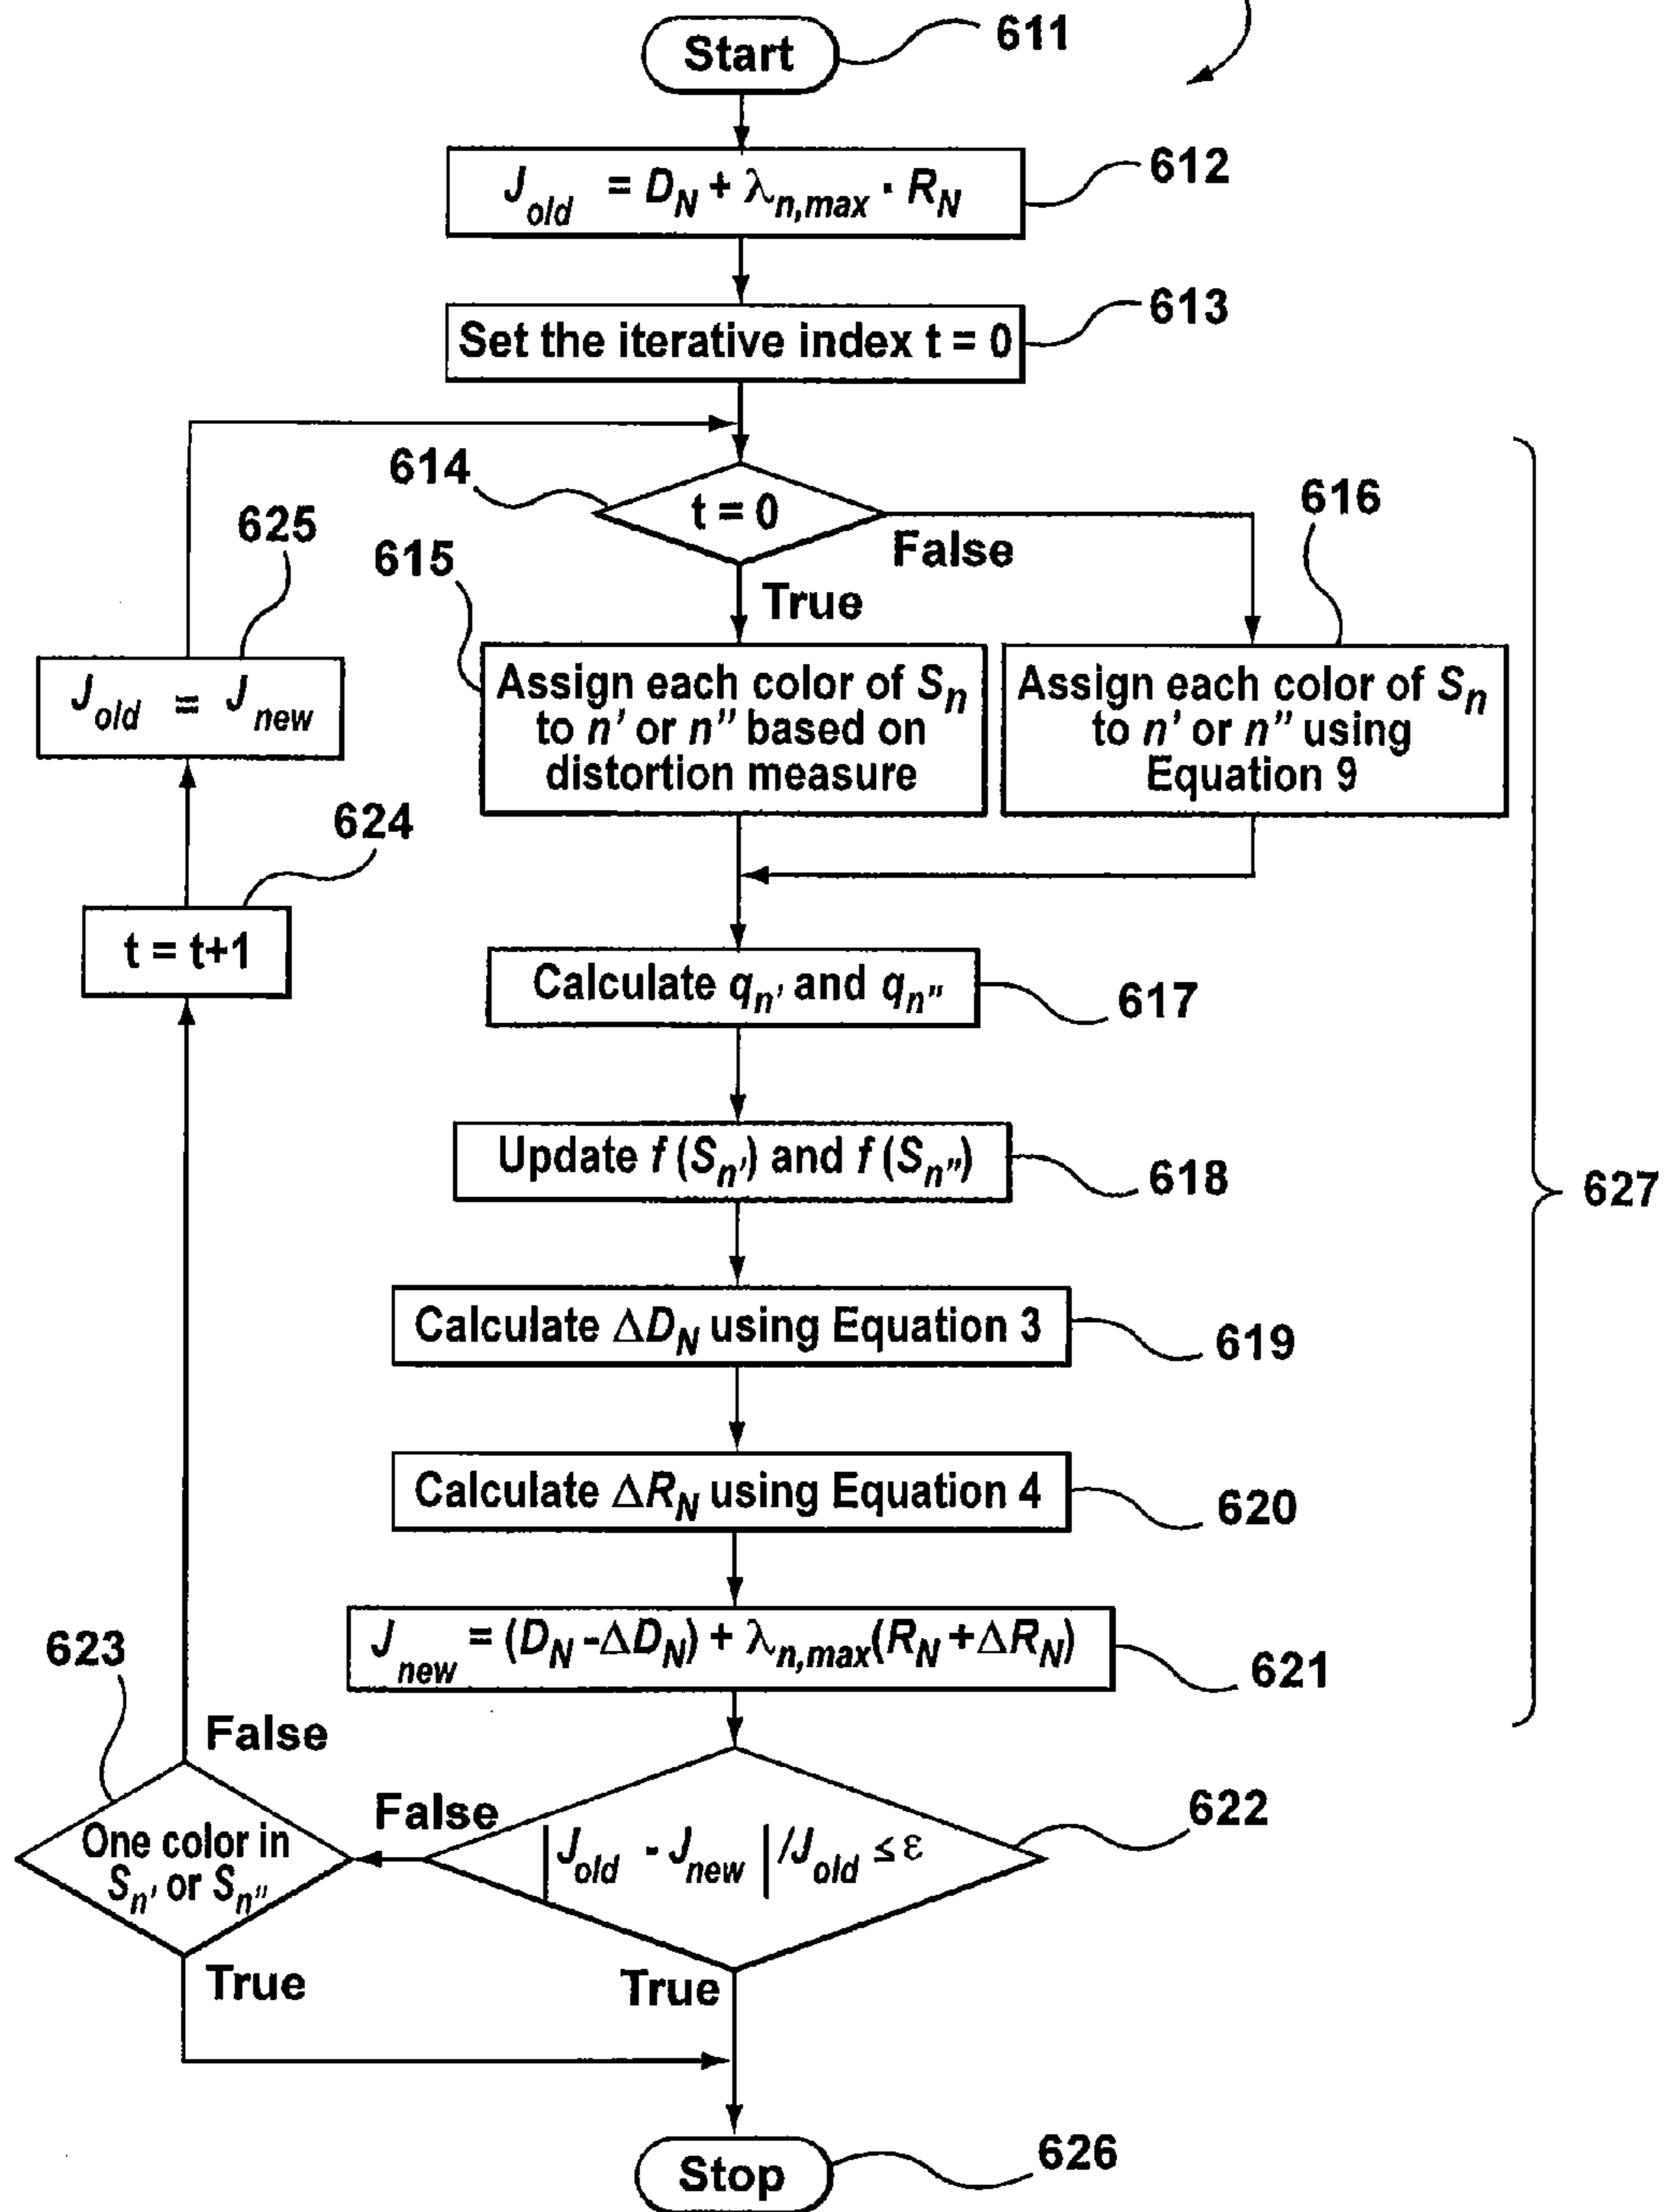 Start
611
J_old = D_N + λ_n,max · R_N
612
Set the iterative index t = 0
613
614
t = 0
False
616
625
615
True
J_old = J_new
Assign each color of S_n
to n' or n" based on
distortion measure
Assign each color of S_n
to n' or n" using
Equation 9
624
t = t+1
Calculate q_n' and q_n"
617
Update f (S_n') and f (S_n")
618
627
Calculate ΔD_N using Equation 3
619
Calculate ΔR_N using Equation 4
620
J_new = (D_N -ΔD_N) + λ_n,max(R_N +ΔR_N)
621
623
False
False
622
One color in
S_n' or S_n"
|J_old - J_new|/J_old ≤ ε
True
True
Stop
626